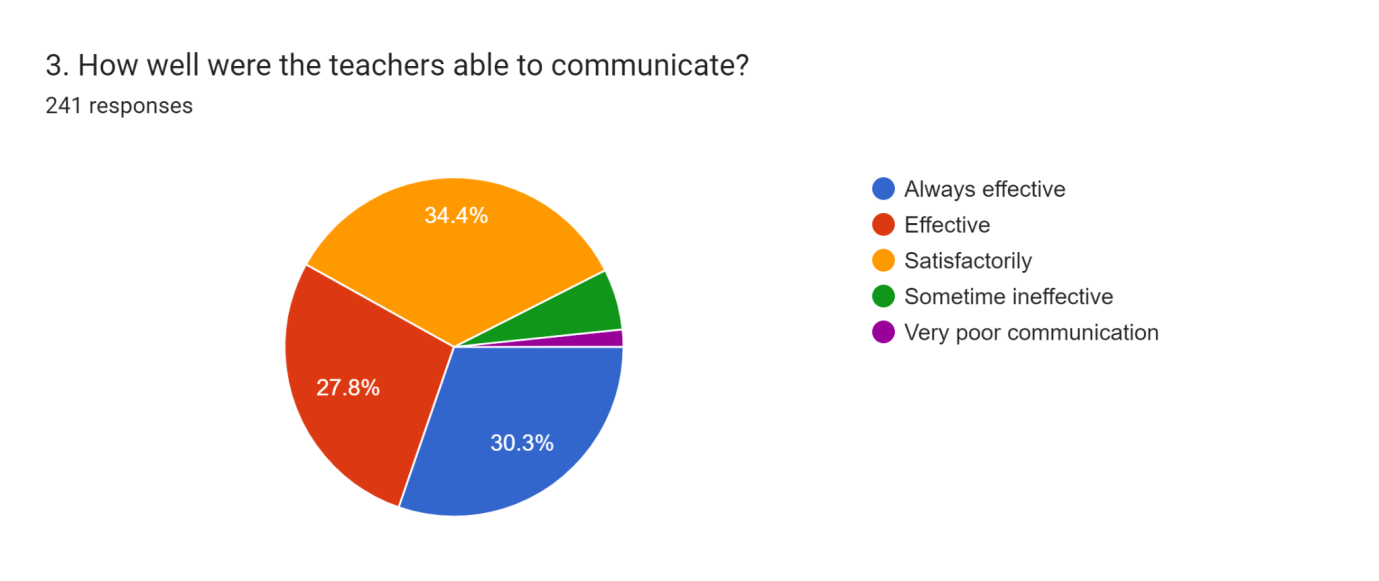 3. How well were the teachers able to communicate?
241 responses
34.4%
27.8%
30.3%
Always effective
Effective
Satisfactorily
Sometime ineffective
Very poor communication